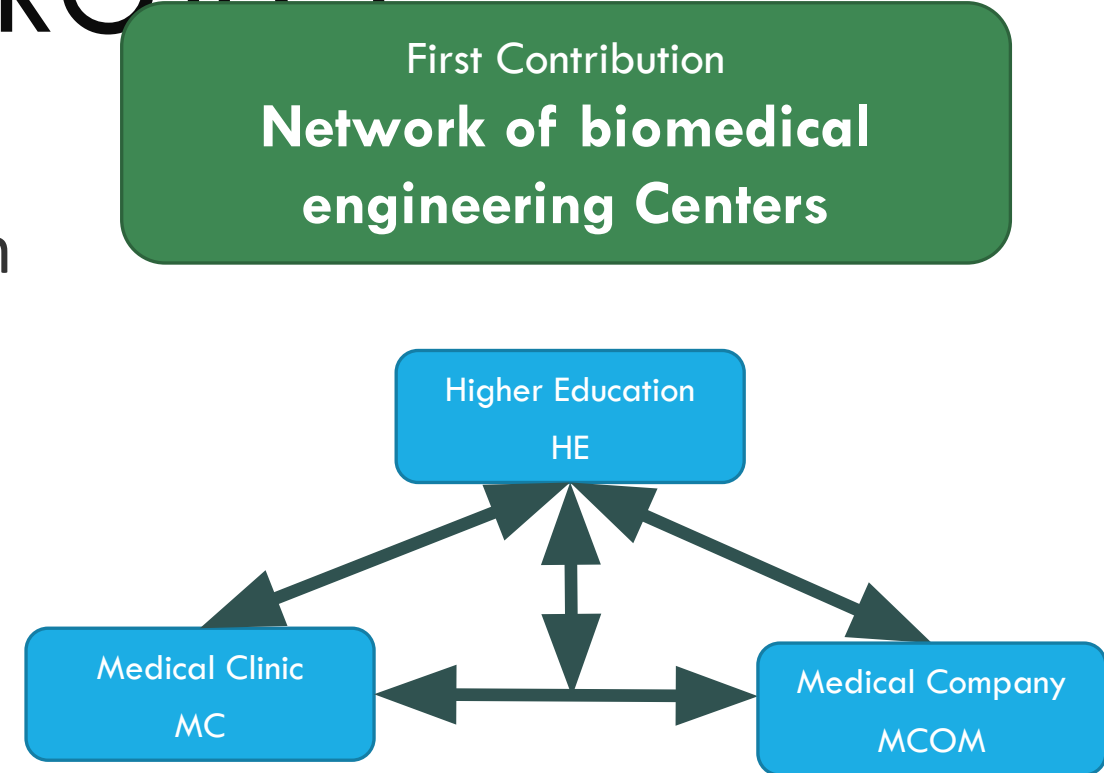 First Contribution
Network of biomedical
engineering Centers
Higher Education
HE
Medical Clinic
MC
Medical Company
MCOM